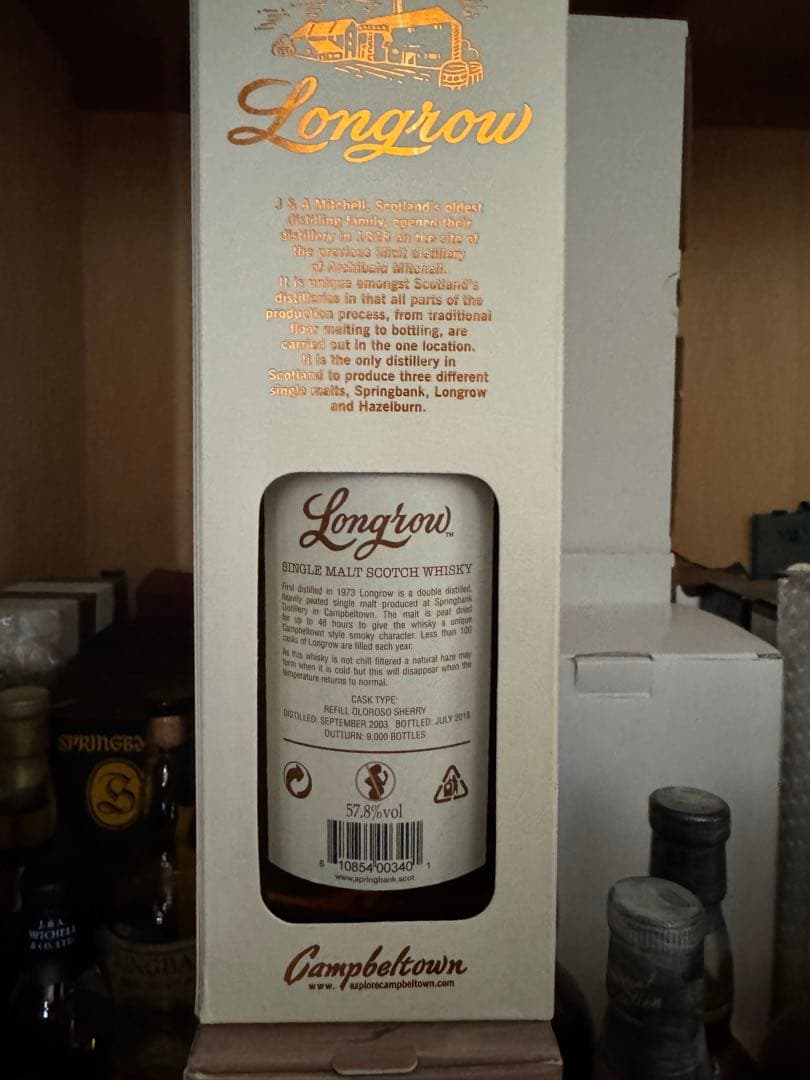 Longrow
J & A Mitchell, Scotland's oldest
distilling family, opened their
distillery in 1828 on the site of
the previous illicit distillery
of Archibald Mitchell.
It is unique amongst Scotland's
distilleries in that all parts of the
production process, from traditional
floor malting to bottling, are
carried out in the one location.
It is the only distillery in
Scotland to produce three different
single malts, Springbank, Longrow
and Hazelburn.
Longrow™
SINGLE MALT SCOTCH WHISKY
First distilled in 1973 Longrow is a double distilled,
heavily peated single malt produced at Springbank
Distillery in Campbeltown. The malt is peat dried
for up to 48 hours to give the whisky a unique
Campbeltown style smoky character. Less than 100
casks of Longrow are filled each year.
As this whisky is not chill filtered a natural haze may
form when it is cold but this will disappear when the
temperature returns to normal.
CASK TYPE:
REFILL OLOROSO SHERRY
DISTILLED: SEPTEMBER 2003 BOTTLED: JULY 2018
OUTTURN: 9,000 BOTTLES
57.8%vol
6 10854 00340 1
www.springbank.scot
Campbeltown
www. explorecampbeltown.com
SPRINGBA
S
J. & A.
MITCHELL
& CO. LTD
INGBA